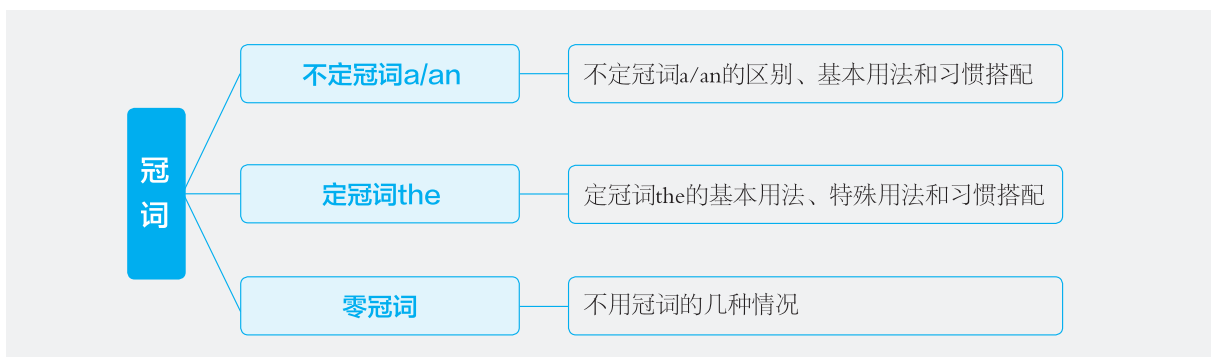 冠词
不定冠词a/an
不定冠词a/an的区别、基本用法和习惯搭配
定冠词the
定冠词the的基本用法、特殊用法和习惯搭配
零冠词
不用冠词的几种情况